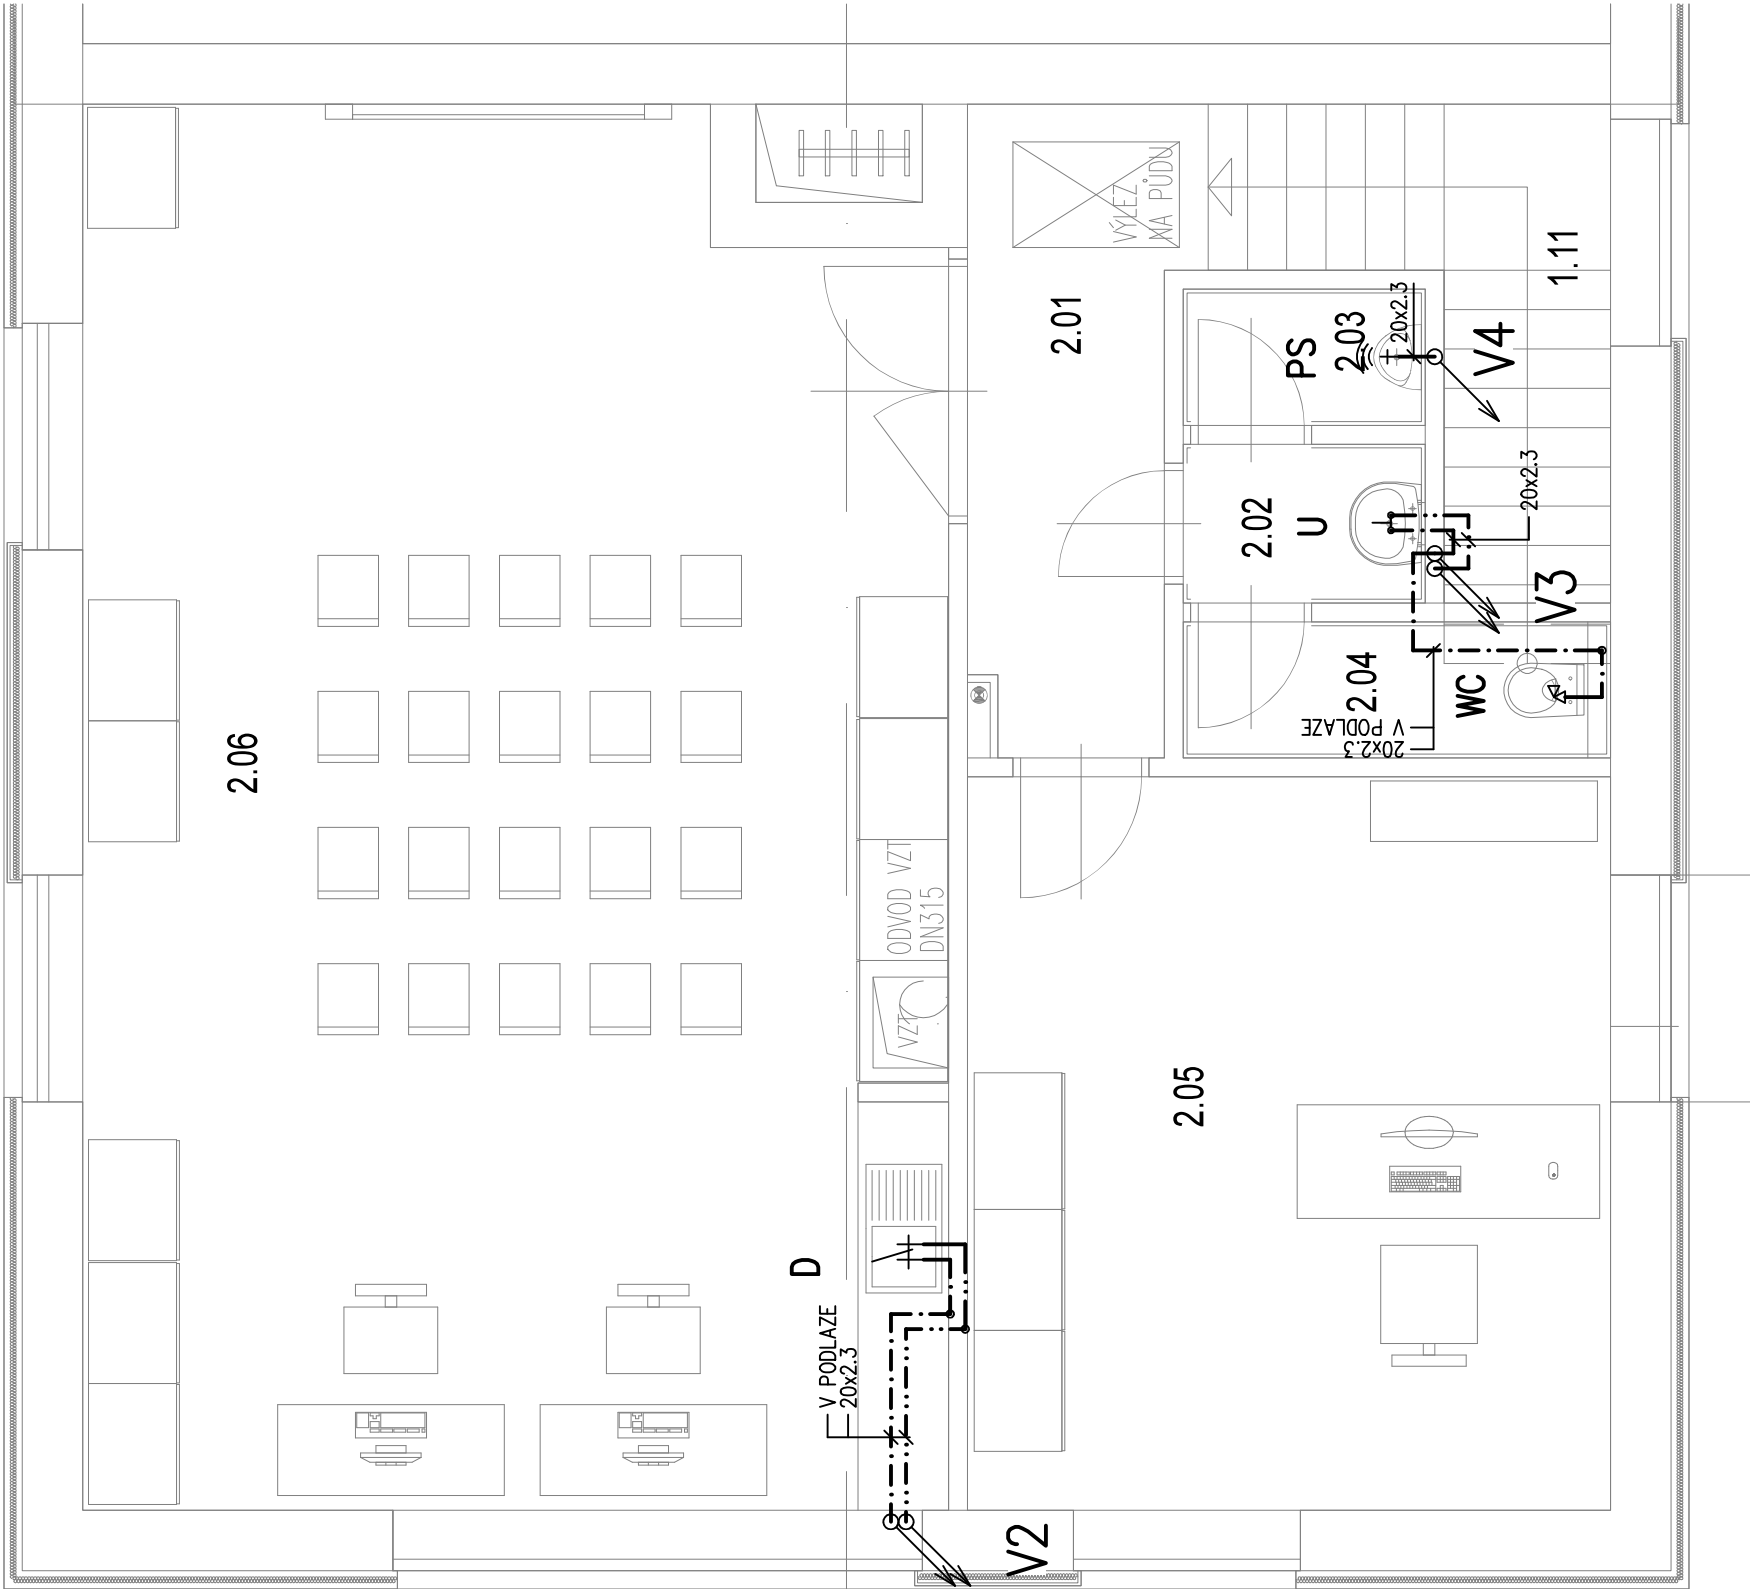 VÝLEZ
NA PŮDU
1.11
2.01
PS
2.03
20x2.3
V4
2.02
U
20x2.3
V3
2.04
WC
V PODLAZE
20x2.3
2.06
ODVOD VZT
DN315
VZT
2.05
D
V PODLAZE
20x2.3
V2